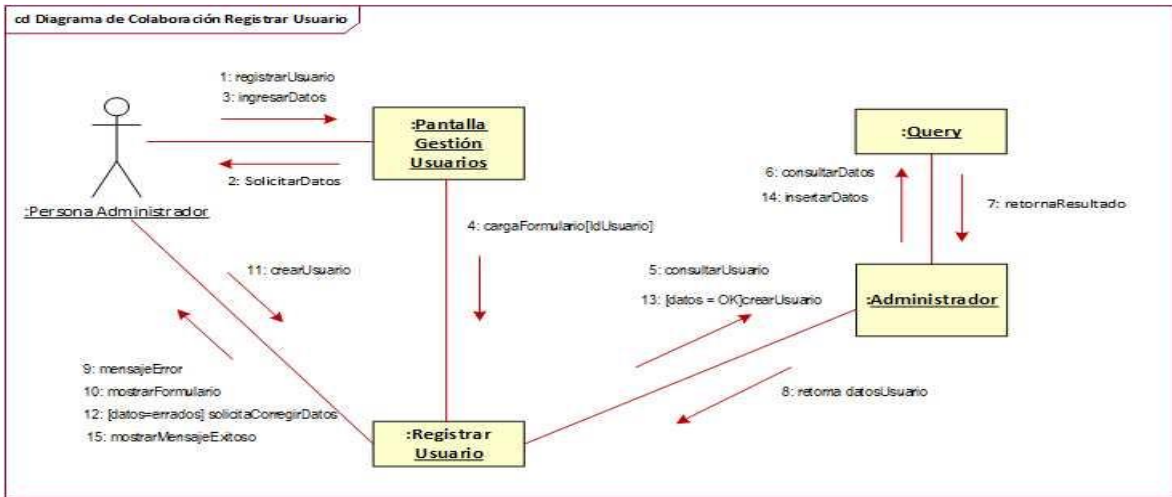 cd Diagrama de Colaboración Registrar Usuario
1: registrarUsuario
3: ingresarDatos
:Pantalla
Gestión
Usuarios
2: SolicitarDatos
:Persona Administrador
:Query
6: consultarDatos
14: insertarDatos
7: retornaResultado
4: cargaFormulario[IdUsuario]
11: crearUsuario
5: consultarUsuario
13: [datos = OK]crearUsuario
:Administrador
9: mensajeError
10: mostrarFormulario
12: [datos=errados] solicitaCorregirDatos
15: mostrarMensajeExitoso
8: retorna datosUsuario
:Registrar
Usuario